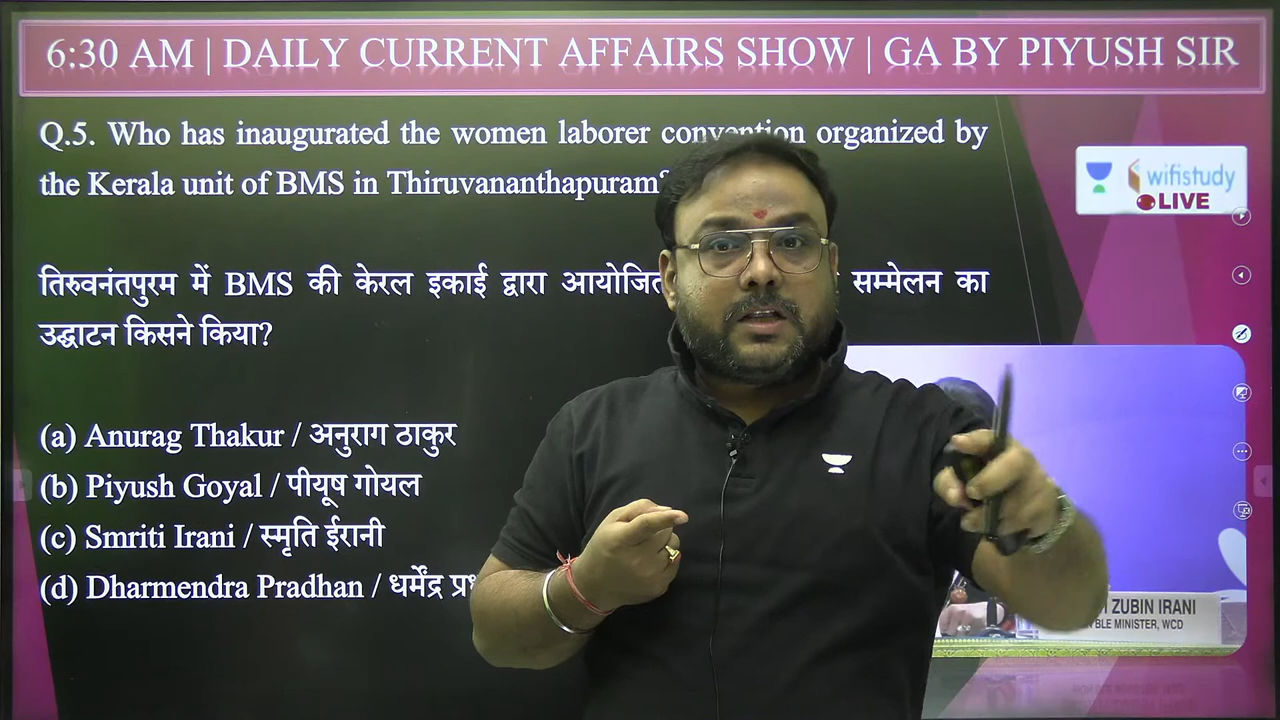 6:30 AM | DAILY CURRENT AFFAIRS SHOW | GA BY PIYUSH SIR
Q.5. Who has inaugurated the women laborer convention organized by
the Kerala unit of BMS in Thiruvananthapuram?
wifistudy
LIVE
तिरुवनंतपुरम में BMS की केरल इकाई द्वारा आयोजित सम्मेलन का
उद्घाटन किसने किया?
(a) Anurag Thakur / अनुराग ठाकुर
(b) Piyush Goyal / पीयूष गोयल
(c) Smriti Irani / स्मृति ईरानी
(d) Dharmendra Pradhan / धर्मेंद्र
ZUBIN IRANI
BLE MINISTER, WCD